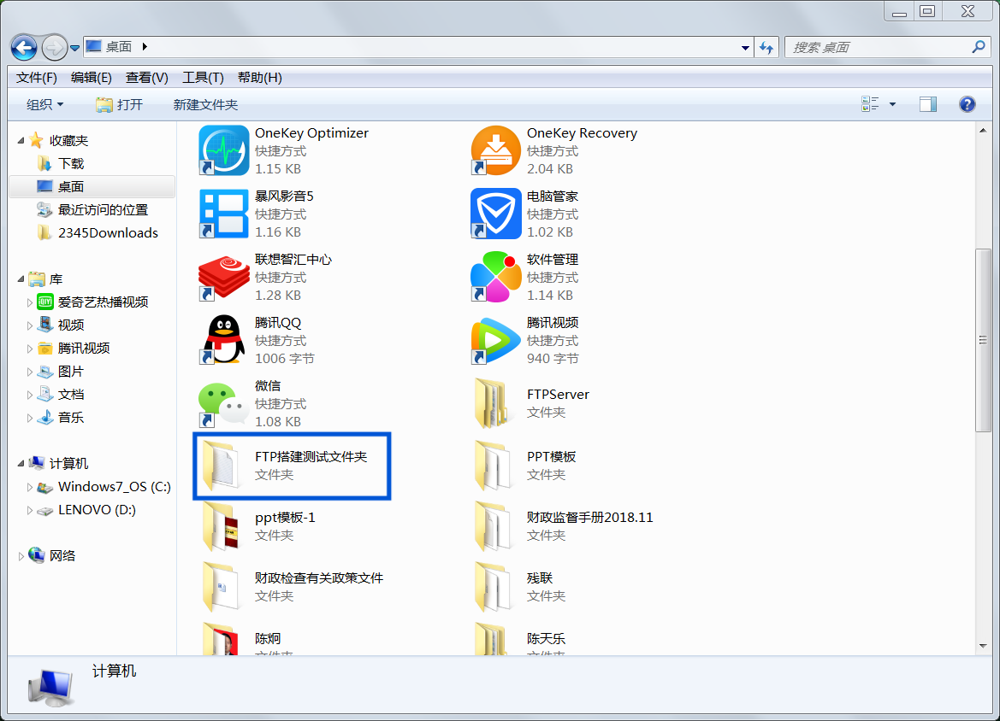 桌面
搜索 桌面
文件(F) 编辑(E) 查看(V) 工具(T) 帮助(H)
组织 打开 新建文件夹
收藏夹
下载
桌面
最近访问的位置
2345Downloads
库
爱奇艺热播视频
视频
腾讯视频
图片
文档
音乐
计算机
Windows7_OS (C:)
LENOVO (D:)
网络
OneKey Optimizer
快捷方式
1.15 KB
OneKey Recovery
快捷方式
2.04 KB
暴风影音5
快捷方式
1.16 KB
电脑管家
快捷方式
1.02 KB
联想智汇中心
快捷方式
1.28 KB
软件管理
快捷方式
1.14 KB
腾讯QQ
快捷方式
1006 字节
腾讯视频
快捷方式
940 字节
微信
快捷方式
1.08 KB
FTPServer
文件夹
FTP搭建测试文件夹
文件夹
PPT模板
文件夹
ppt模板-1
文件夹
财政监督手册2018.11
文件夹
财政检查有关政策文件
文件夹
残联
文件夹
陈炯
文件夹
陈天乐
文件夹
计算机